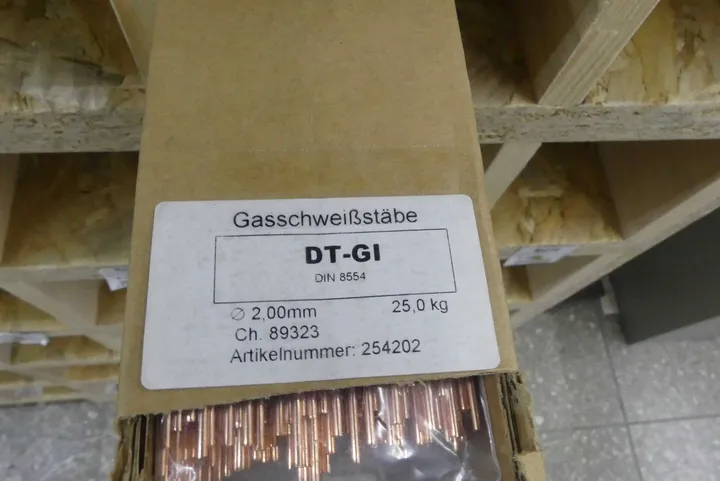 Gasschweißstäbe
DT-GI
DIN 8554
∅ 2,00mm 25,0 kg
Ch. 89323
Artikelnummer: 254202